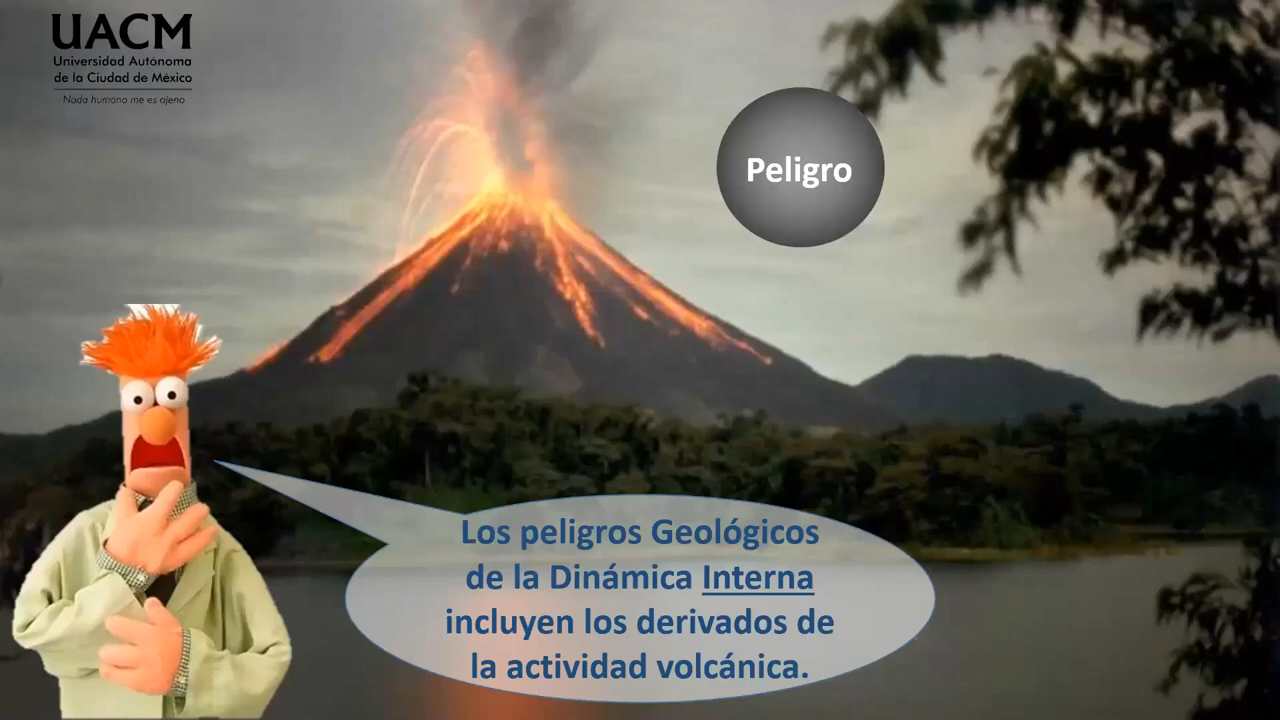 UACM
Universidad Autónoma
de la Ciudad de México
Nada humano me es ajeno
Peligro
Los peligros Geológicos
de la Dinámica Interna
incluyen los derivados de
la actividad volcánica.